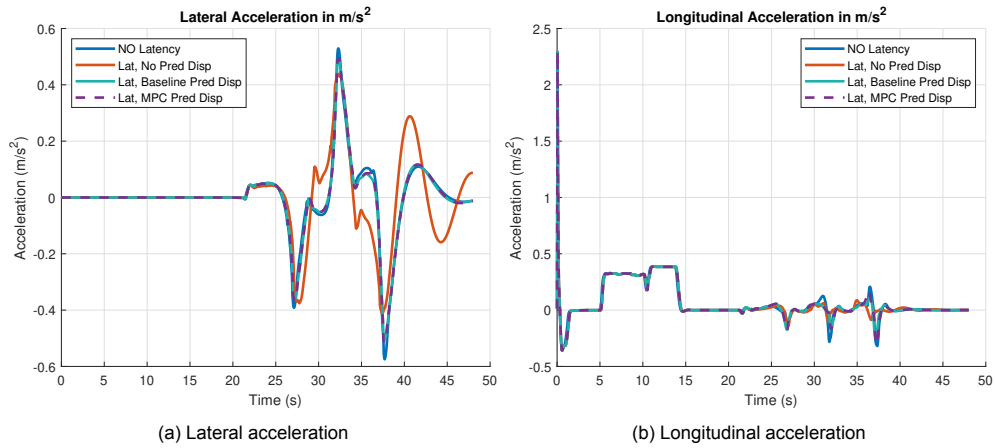 Lateral Acceleration in m/s²
NO Latency
Lat, No Pred Disp
Lat, Baseline Pred Disp
Lat, MPC Pred Disp
Acceleration (m/s²)
0.6
0.4
0.2
0
-0.2
-0.4
-0.6
0 5 10 15 20 25 30 35 40 45 50
Time (s)
(a) Lateral acceleration
Longitudinal Acceleration in m/s²
NO Latency
Lat, No Pred Disp
Lat, Baseline Pred Disp
Lat, MPC Pred Disp
Acceleration (m/s²)
2.5
2
1.5
1
0.5
0
-0.5
0 5 10 15 20 25 30 35 40 45 50
Time (s)
(b) Longitudinal acceleration